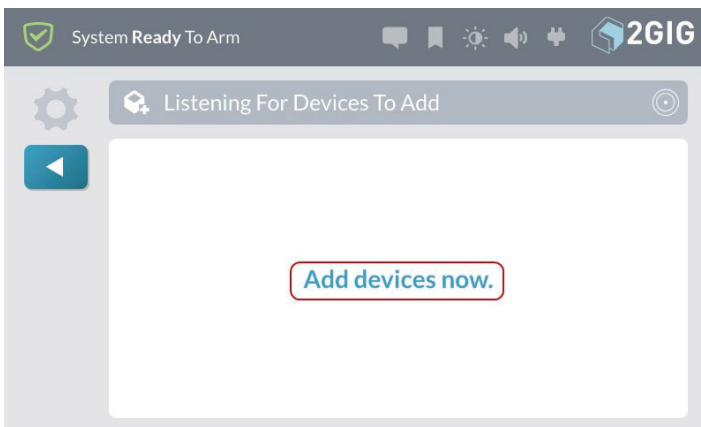 System Ready To Arm
2GIG
Listening For Devices To Add
Add devices now.